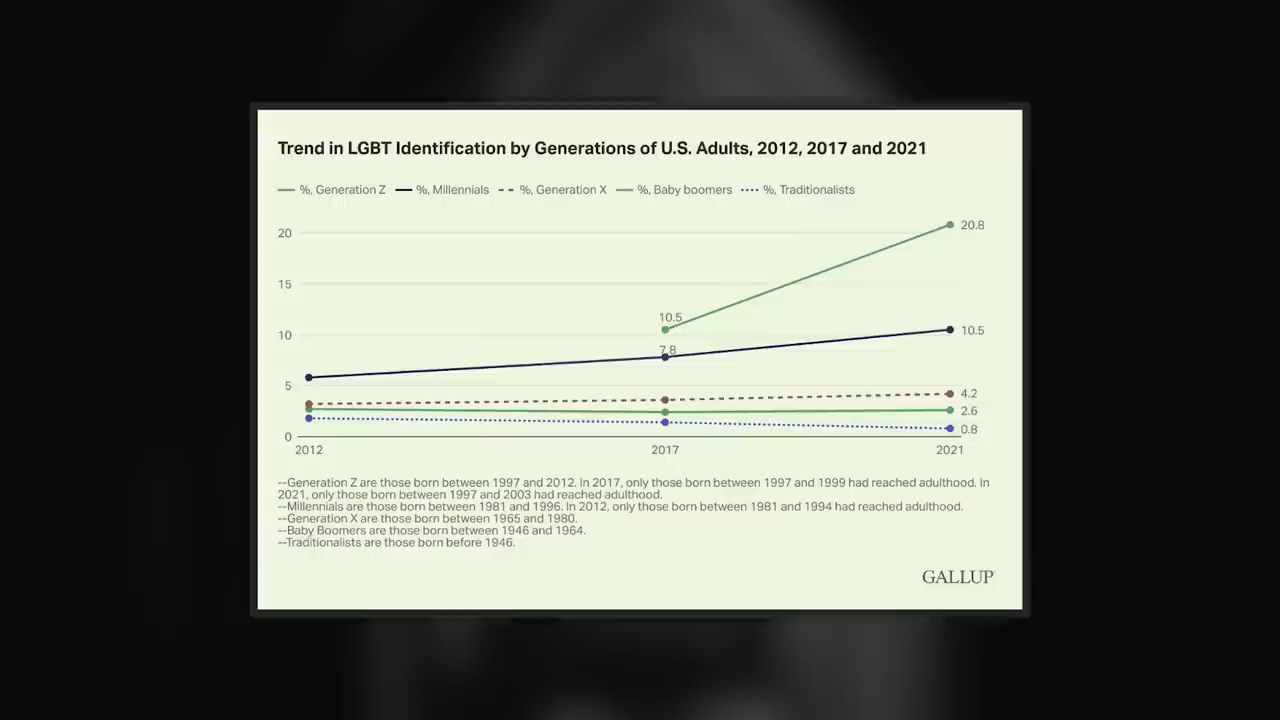 Trend in LGBT Identification by Generations of U.S. Adults, 2012, 2017 and 2021
%, Generation Z %, Millennials %, Generation X %, Baby boomers %, Traditionalists
20.8
20
15
10.5
10
10.5
7.8
5
4.2
2.6
0.8
0
2012 2017 2021
--Generation Z are those born between 1997 and 2012. In 2017, only those born between 1997 and 1999 had reached adulthood. In
2021, only those born between 1997 and 2003 had reached adulthood.
--Millennials are those born between 1981 and 1996. In 2012, only those born between 1981 and 1994 had reached adulthood.
--Generation X are those born between 1965 and 1980.
--Baby Boomers are those born between 1946 and 1964.
--Traditionalists are those born before 1946.
GALLUP